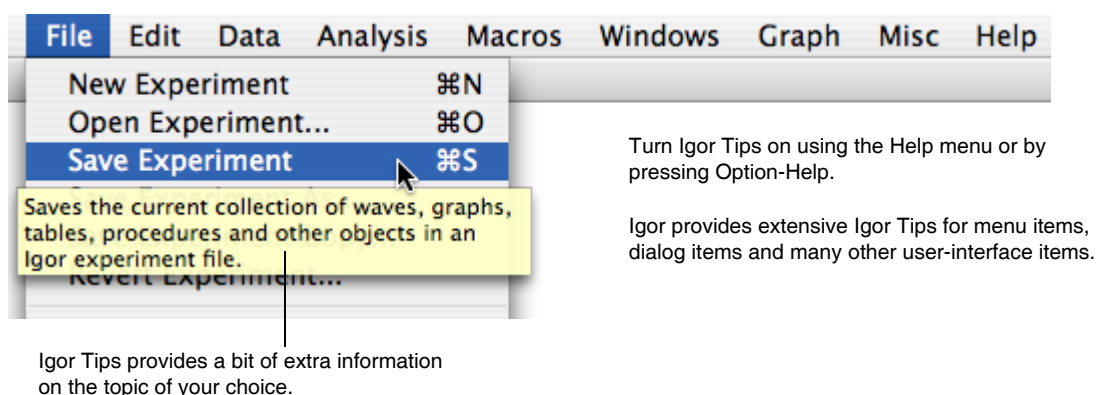 File Edit Data Analysis Macros Windows Graph Misc Help
New Experiment ⌘N
Open Experiment... ⌘O
Save Experiment ⌘S
Saves the current collection of waves, graphs,
tables, procedures and other objects in an
Igor experiment file.
Revert Experiment...
Turn Igor Tips on using the Help menu or by
pressing Option-Help.
Igor provides extensive Igor Tips for menu items,
dialog items and many other user-interface items.
Igor Tips provides a bit of extra information
on the topic of your choice.